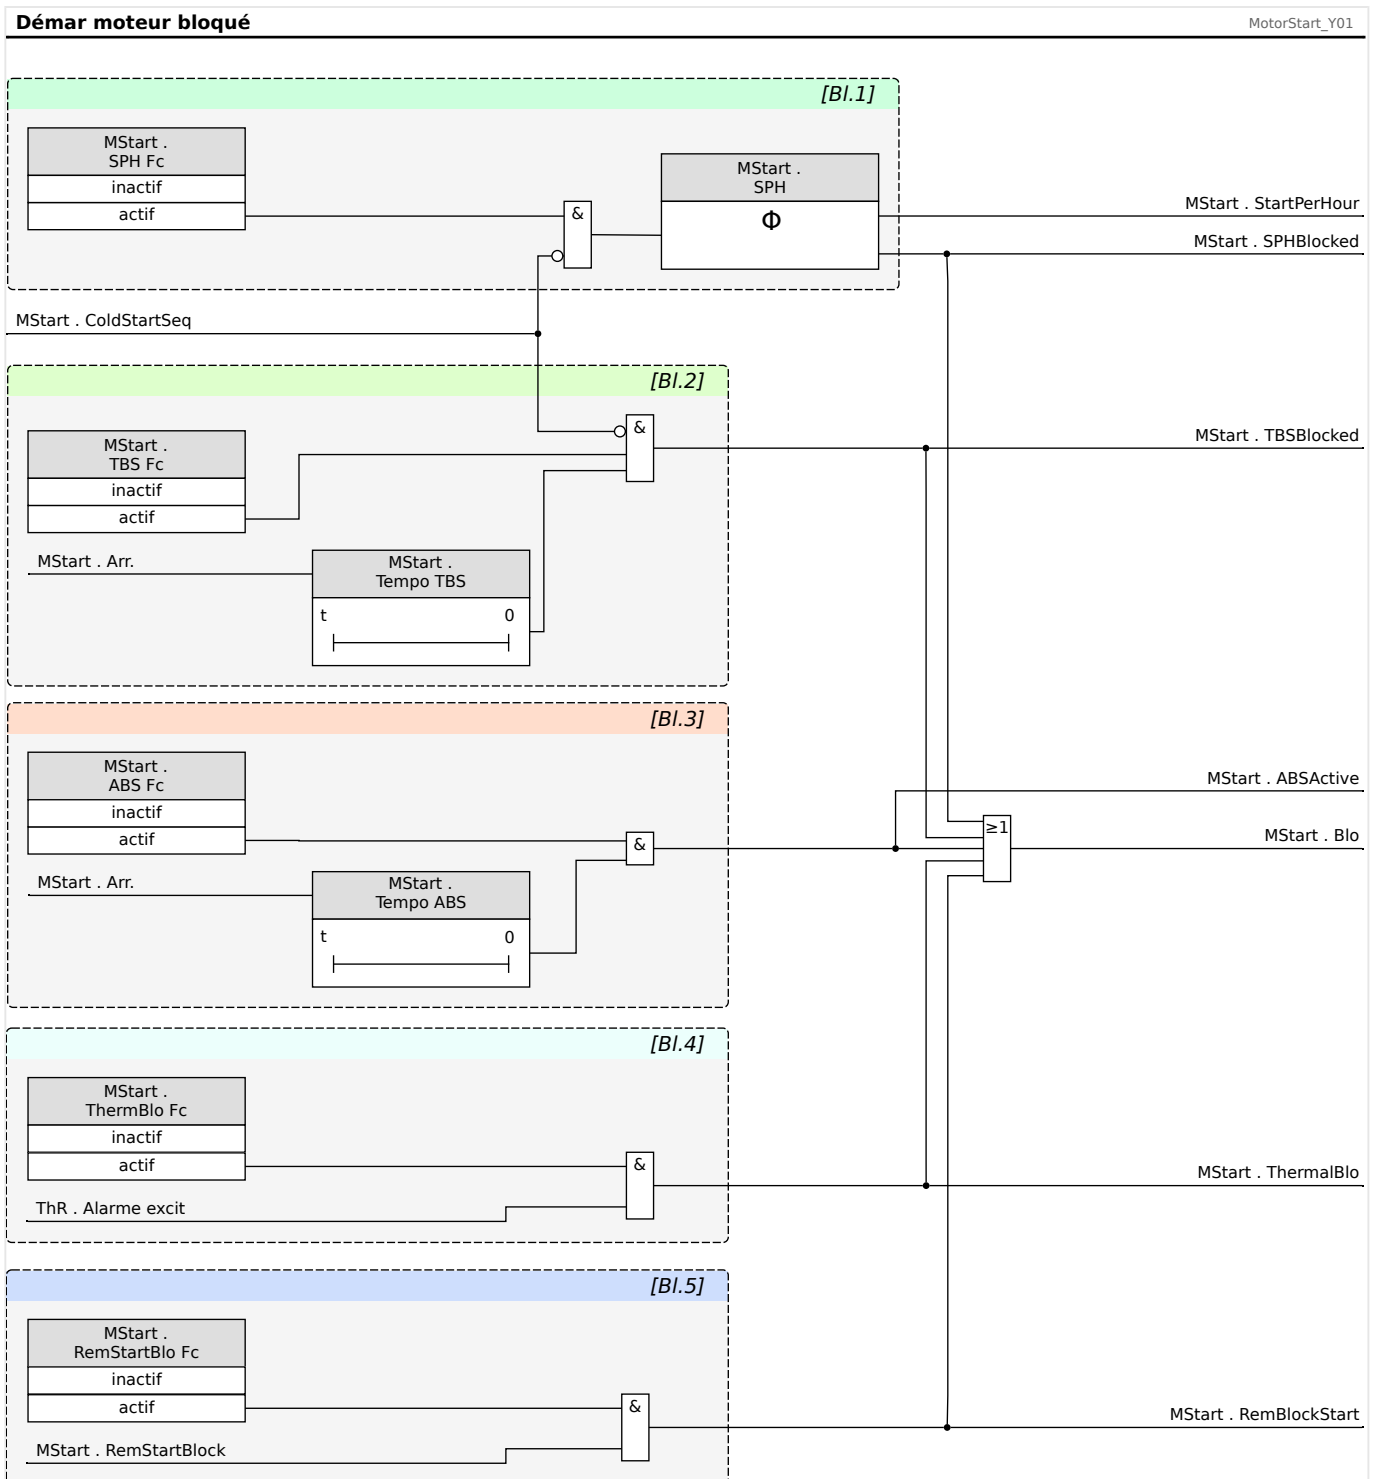 Démar moteur bloqué
MotorStart_Y01
[Bl.1]
MStart .
SPH Fc
inactif
actif
&
MStart .
SPH
Φ
MStart . StartPerHour
MStart . SPHBlocked
MStart . ColdStartSeq
[Bl.2]
MStart .
TBS Fc
inactif
actif
&
MStart . TBSBlocked
MStart . Arr.
MStart .
Tempo TBS
t 0
[Bl.3]
MStart .
ABS Fc
inactif
actif
&
MStart . ABSActive
≥1
MStart . Blo
MStart . Arr.
MStart .
Tempo ABS
t 0
[Bl.4]
MStart .
ThermBlo Fc
inactif
actif
&
MStart . ThermalBlo
ThR . Alarme excit
[Bl.5]
MStart .
RemStartBlo Fc
inactif
actif
&
MStart . RemBlockStart
MStart . RemStartBlock